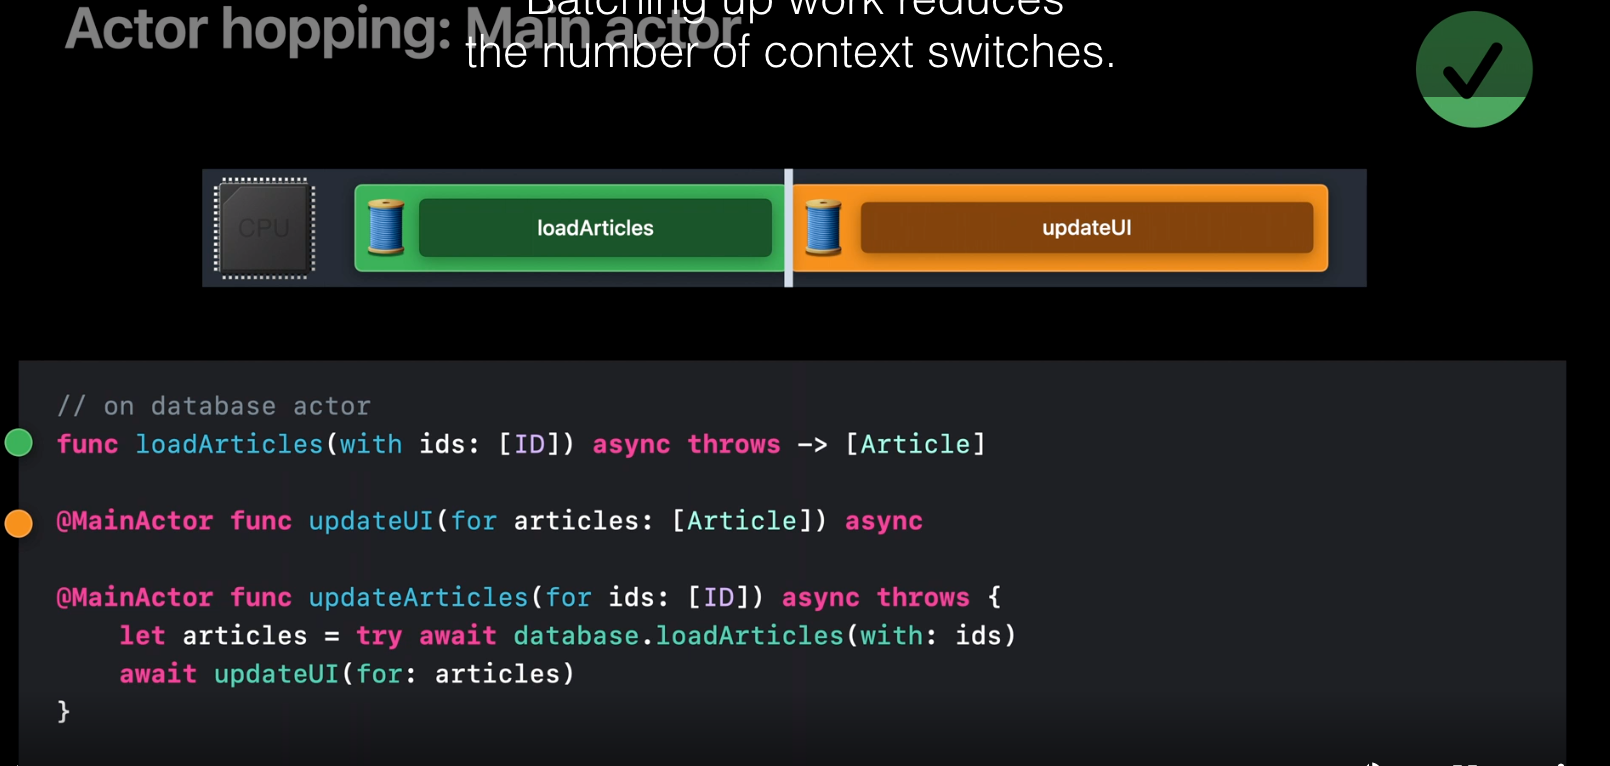 Batching up work reduces
Actor hopping: Main actor
the number of context switches.
CPU
loadArticles
updateUI
// on database actor
func loadArticles(with ids: [ID]) async throws -> [Article]
@MainActor func updateUI(for articles: [Article]) async
@MainActor func updateArticles(for ids: [ID]) async throws {
    let articles = try await database.loadArticles(with: ids)
    await updateUI(for: articles)
}